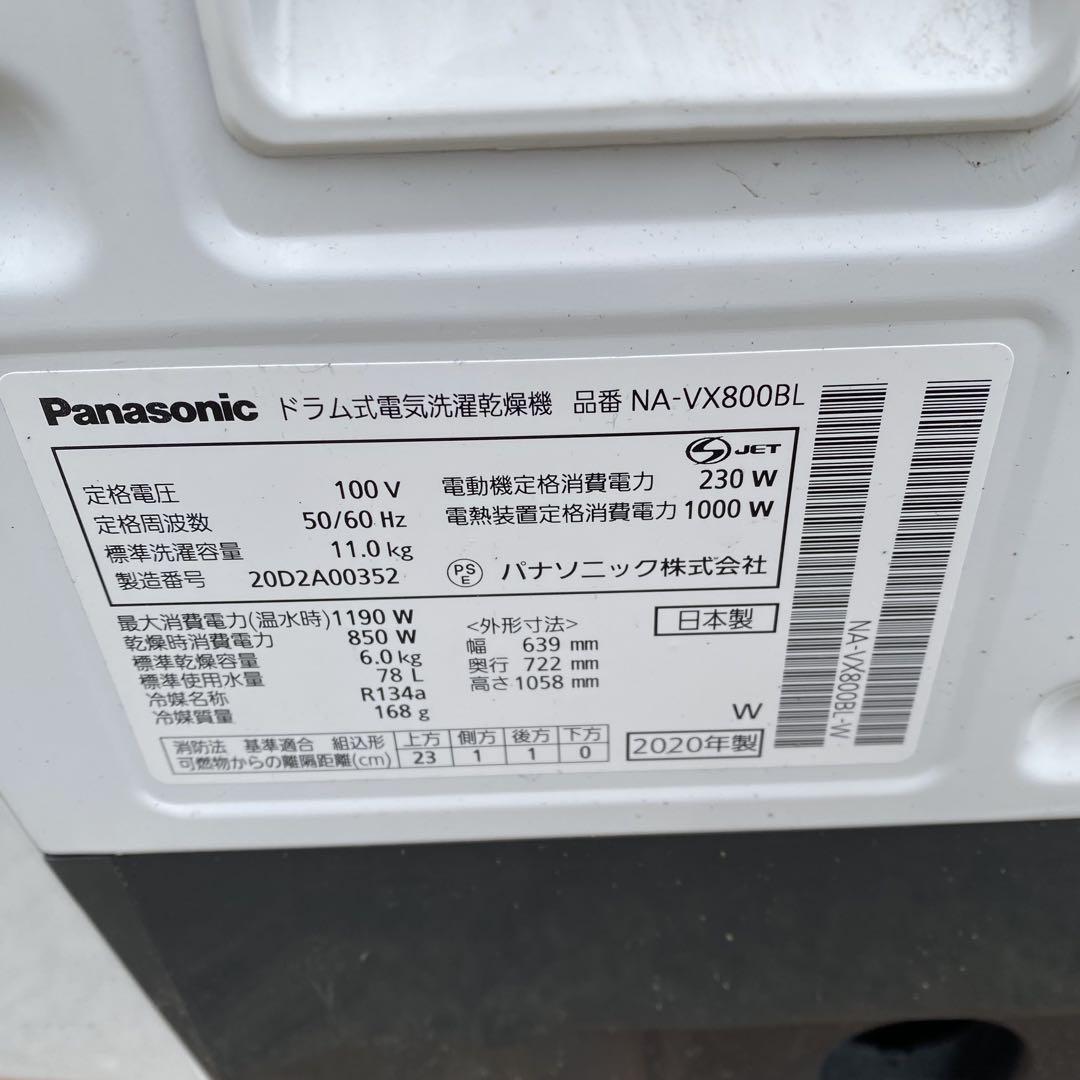 Panasonic ドラム式電気洗濯乾燥機 品番 NA-VX800BL
S JET
定格電圧 100 V 電動機定格消費電力 230 W
定格周波数 50/60 Hz 電熱装置定格消費電力 1000 W
標準洗濯容量 11.0 kg
製造番号 20D2A00352 PSE パナソニック株式会社
最大消費電力(温水時) 1190 W
乾燥時消費電力 850 W
標準乾燥容量 6.0 kg
標準使用水量 78 L
冷媒名称 R134a
冷媒質量 168 g
<外形寸法>
幅 639 mm
奥行 722 mm
高さ 1058 mm
日本製
W
消防法 基準適合 組込形 上方 側方 後方 下方
可燃物からの離隔距離(cm) 23 1 1 0
2020年製
NA-VX800BL-W